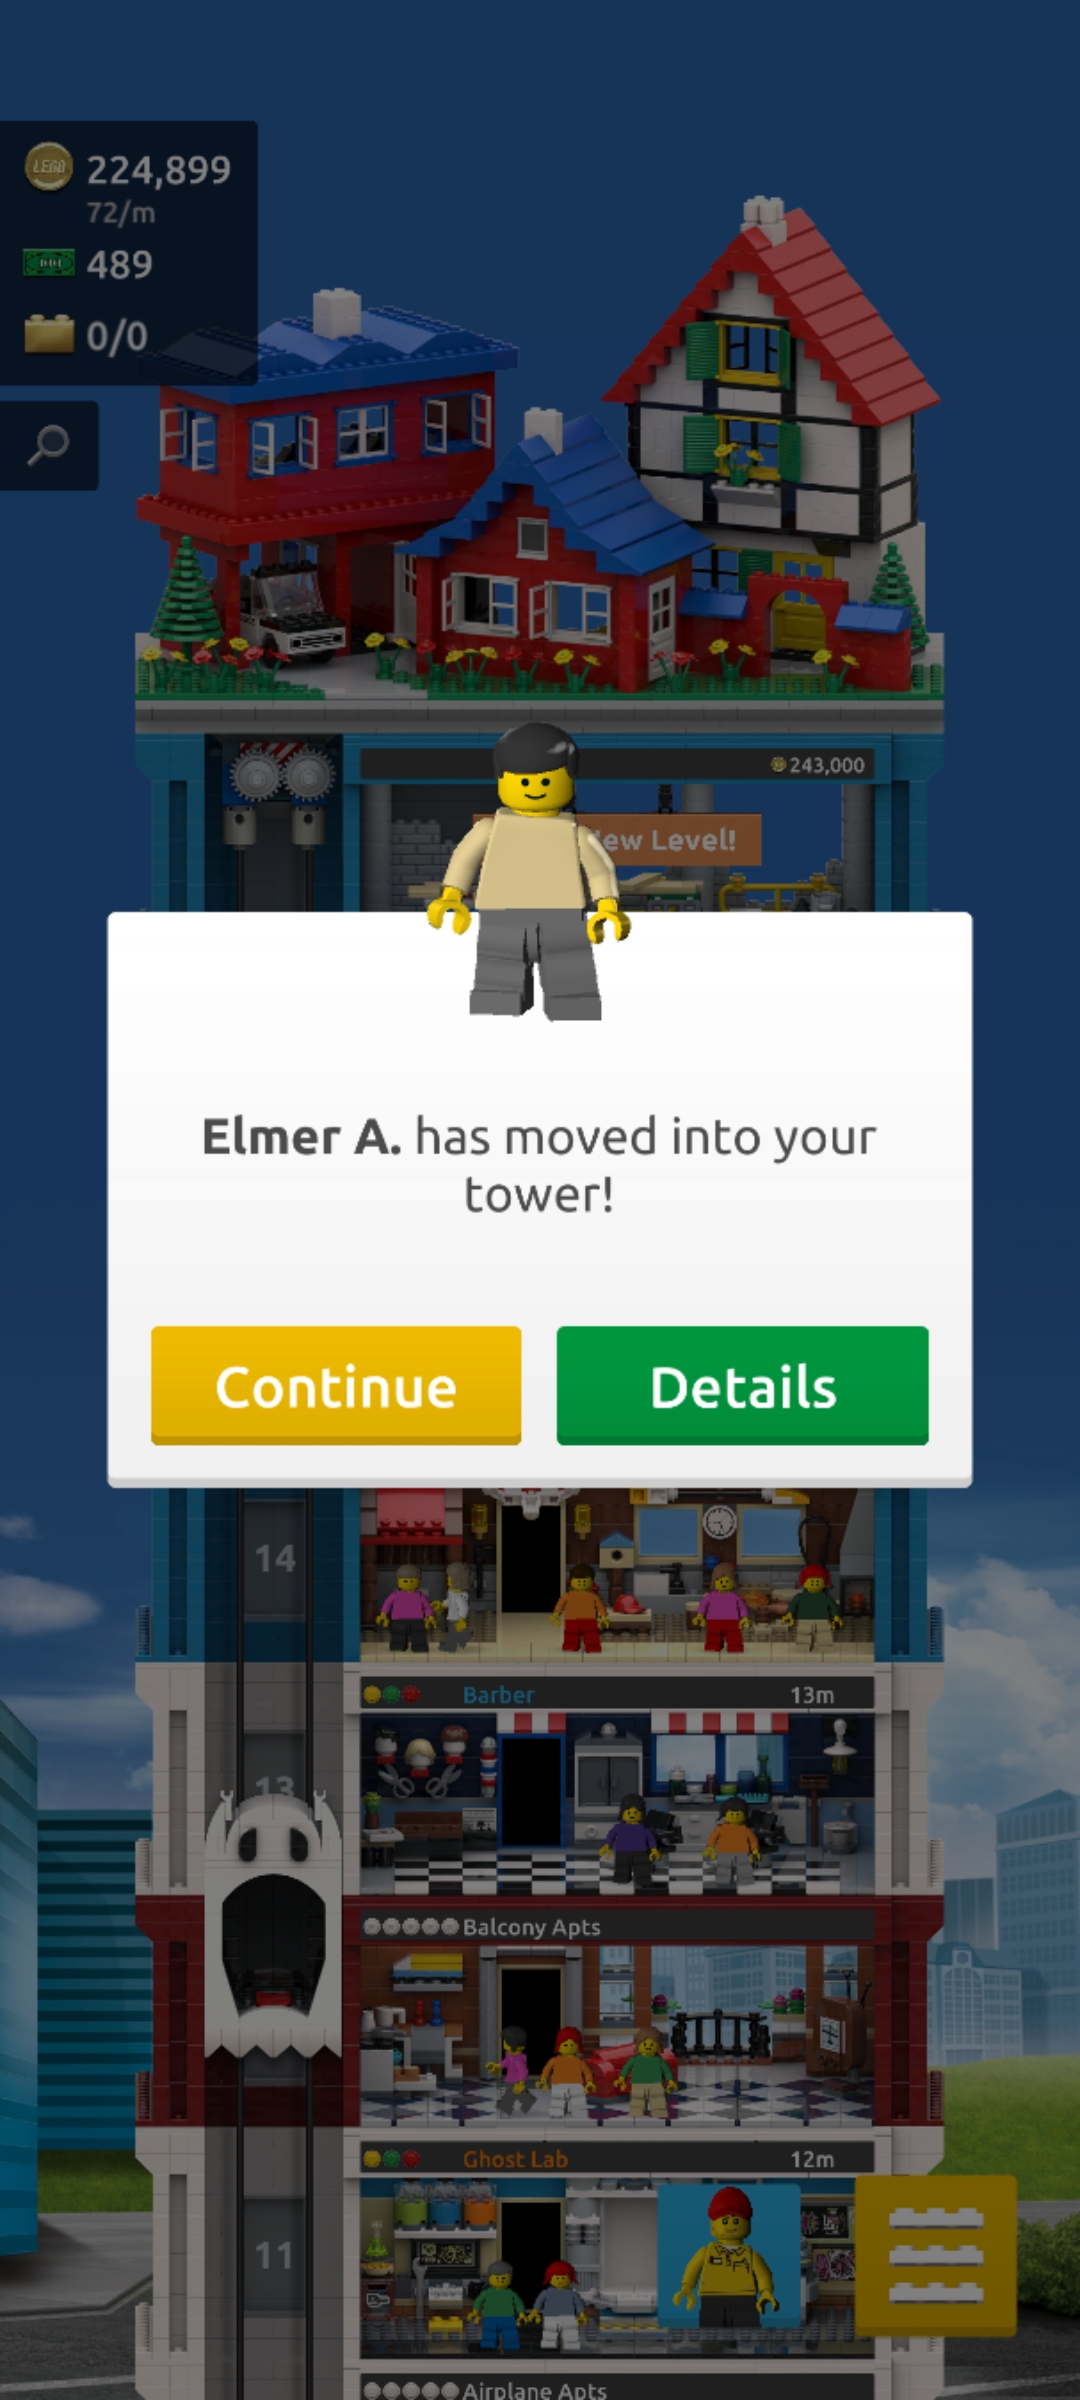 LEGO 224,899
72/m
489
0/0
243,000
ew Level!
Elmer A. has moved into your
tower!
Continue
Details
14
Barber 13m
13
Balcony Apts
Ghost Lab 12m
11
Airplane Apts